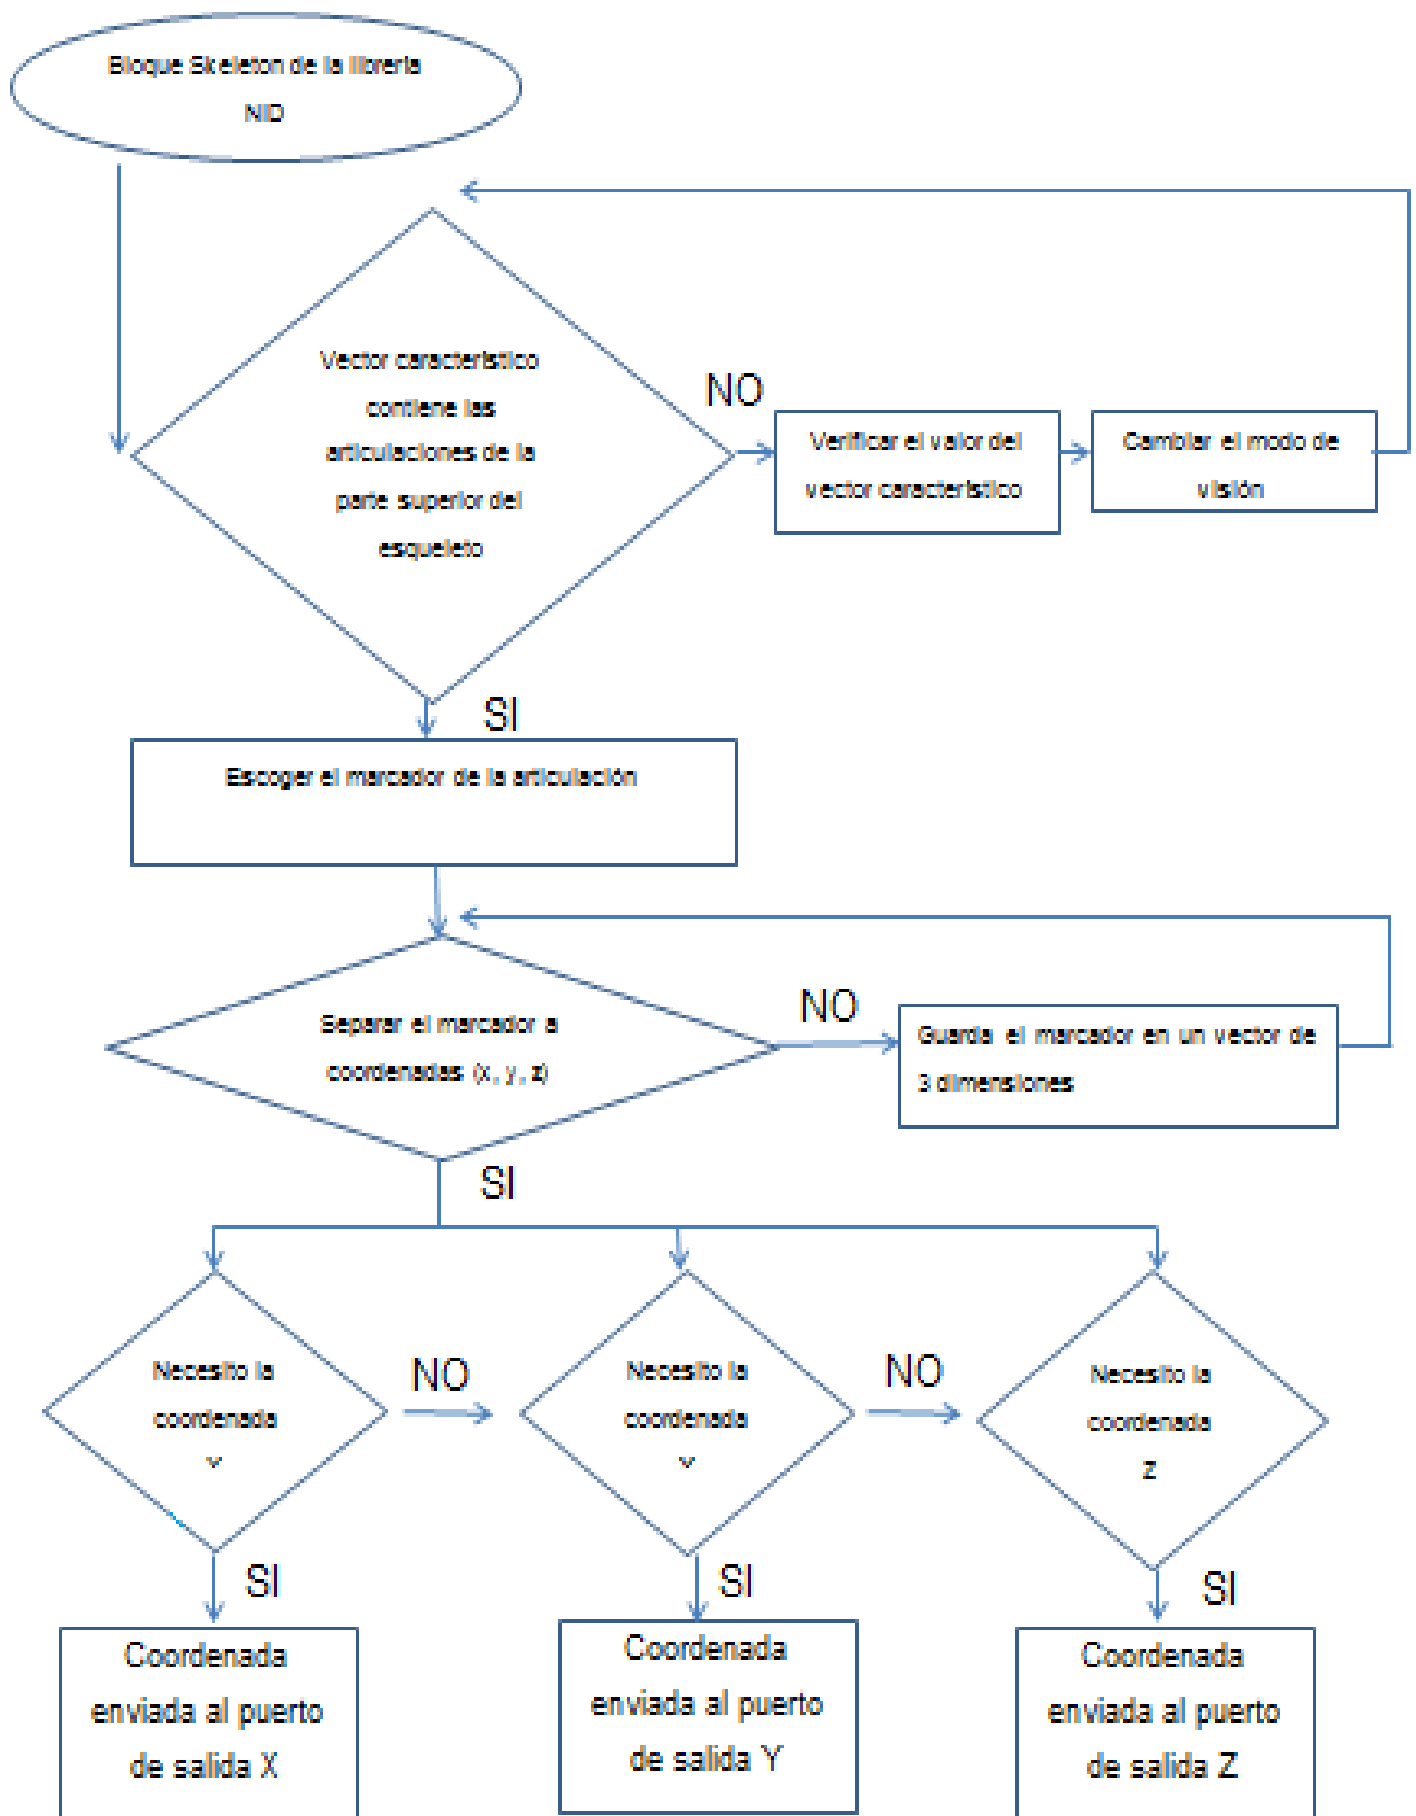 Bloque Skeleton de la librería
NID
Vector característico
contiene las
articulaciones de la
parte superior del
esqueleto
NO
Verificar el valor del
vector característico
Cambiar el modo de
visión
SI
Escoger el marcador de la articulación
Separar el marcador a
coordenadas (x, y, z)
NO
Guarda el marcador en un vector de
3 dimensiones
SI
Necesito la
coordenada
NO
Necesito la
coordenada
NO
Necesito la
coordenada
Z
SI
SI
SI
Coordenada
enviada al puerto
de salida X
Coordenada
enviada al puerto
de salida Y
Coordenada
enviada al puerto
de salida Z